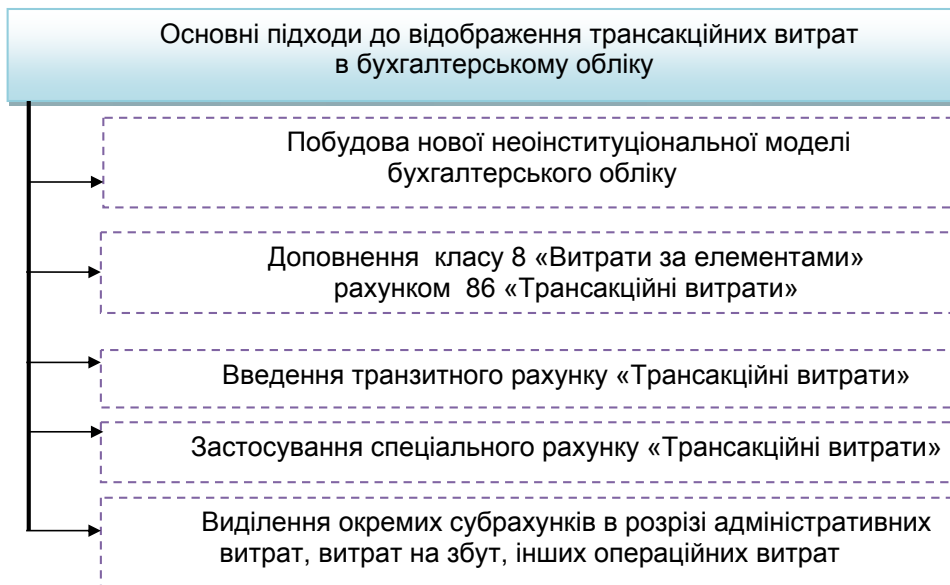 Основні підходи до відображення трансакційних витрат
в бухгалтерському обліку
Побудова нової неоінституціональної моделі
бухгалтерського обліку
Доповнення класу 8 «Витрати за елементами»
рахунком 86 «Трансакційні витрати»
Введення транзитного рахунку «Трансакційні витрати»
Застосування спеціального рахунку «Трансакційні витрати»
Виділення окремих субрахунків в розрізі адміністративних
витрат, витрат на збут, інших операційних витрат